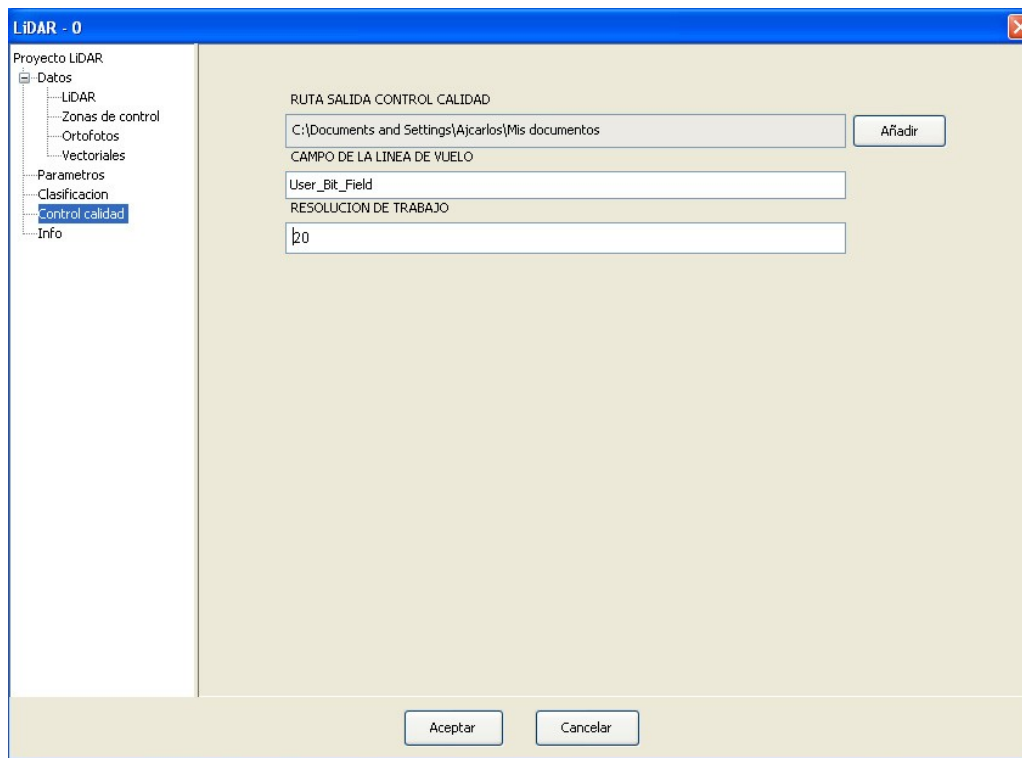 LiDAR - 0
Proyecto LiDAR
Datos
LiDAR
Zonas de control
Ortofotos
Vectoriales
Parametros
Clasificacion
Control calidad
Info
RUTA SALIDA CONTROL CALIDAD
C:\Documents and Settings\Ajcarlos\Mis documentos
Añadir
CAMPO DE LA LINEA DE VUELO
User_Bit_Field
RESOLUCION DE TRABAJO
20
Aceptar
Cancelar